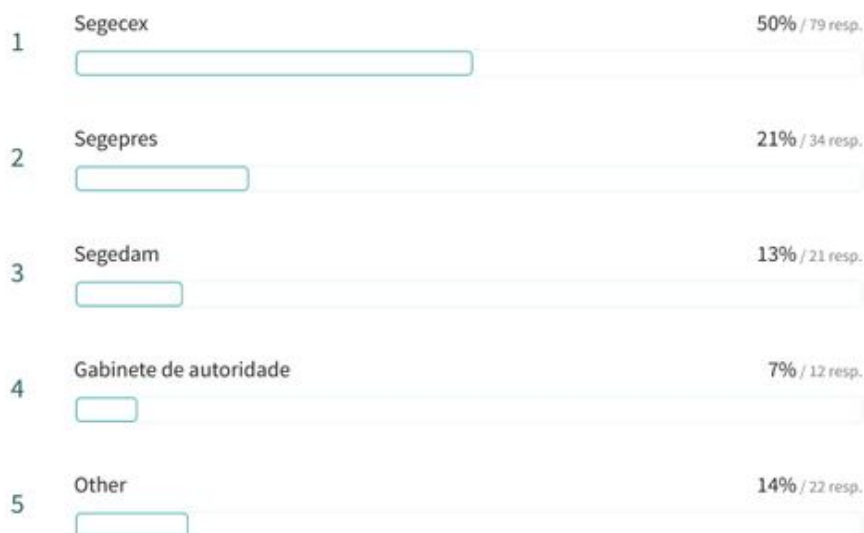 1 Segecex 50% / 79 resp.
2 Segepres 21% / 34 resp.
3 Segedam 13% / 21 resp.
4 Gabinete de autoridade 7% / 12 resp.
5 Other 14% / 22 resp.